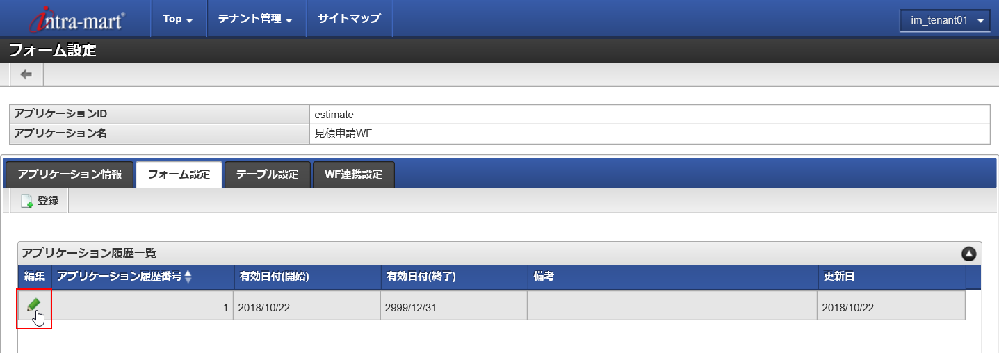 intra-mart®
Top
テナント管理
サイトマップ
im_tenant01
フォーム設定
アプリケーションID
estimate
アプリケーション名
見積申請WF
アプリケーション情報
フォーム設定
テーブル設定
WF連携設定
登録
アプリケーション履歴一覧
編集
アプリケーション履歴番号
有効日付(開始)
有効日付(終了)
備考
更新日
1
2018/10/22
2999/12/31
2018/10/22